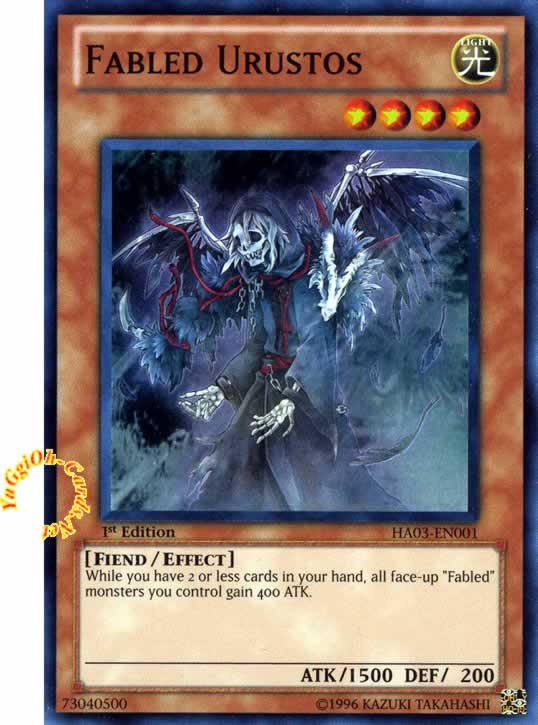 Fabled Urustos
LIGHT
光
YuGgiOh-Cards.Net
1st Edition
HA03-EN001
[Fiend / Effect]
While you have 2 or less cards in your hand, all face-up "Fabled"
monsters you control gain 400 ATK.
ATK/1500 DEF/ 200
73040500
©1996 KAZUKI TAKAHASHI